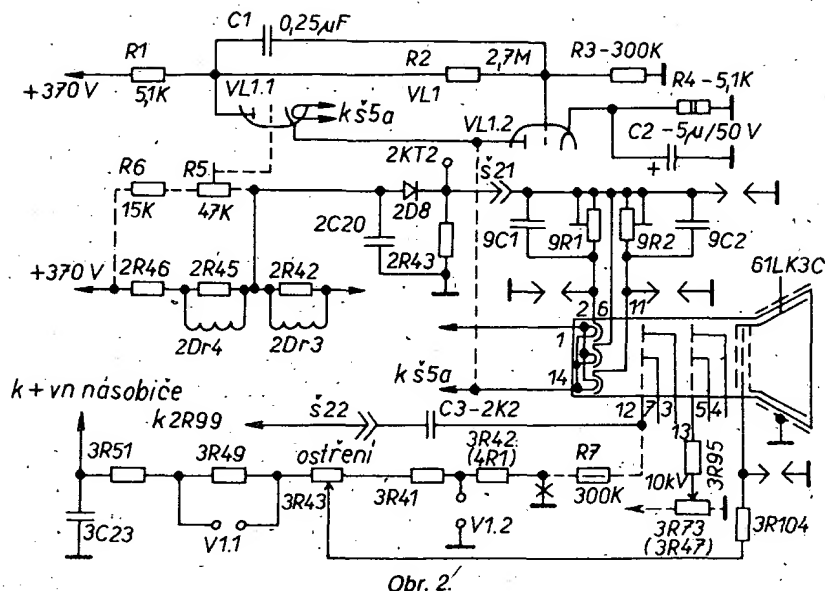 C1
0,25µF
R1
R2
2,7M
R3-300K
+370 V
5,1K
VL1.1
VL1
R4-5,1K
k š5a
VL1.2
C2-5µ/50 V
+
R6
R5
2KT2
š21
15K
47K
2D8
2C20
2R43
9C1
9R1
9R2
9C2
+370V
2R46
2R45
2R42
61LK3C
2Dr4
2Dr3
2
6
11
1
k š5a
14
k+vn násobiče
k2R99
š22
C3-2K2
12
7
3
5
4
3R51
3R49
ostření
3R42
(4R1)
R7
13
3R95
3R43
3R41
300K
10kV
3C23
V1.1
V1.2
3R73
(3R47)
3R104
Obr. 2.